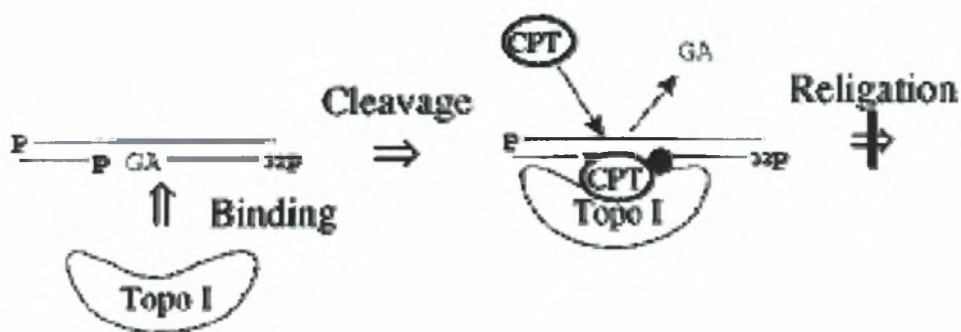 CPT
GA
Cleavage
Religation
P
P GA 32P
P
32P
CPT
Topo I
Binding
Topo I